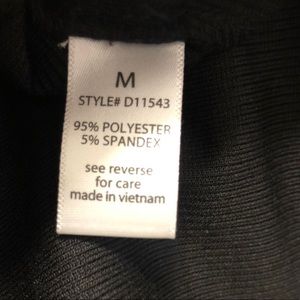 M
STYLE# D11543
95% POLYESTER
5% SPANDEX
see reverse
for care
made in vietnam